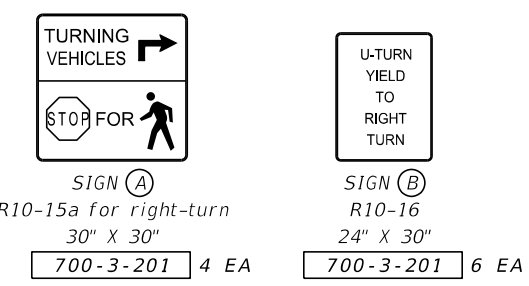 TURNING
VEHICLES
STOP FOR
SIGN A
R10-15a for right-turn
30" X 30"
700-3-201 4 EA
U-TURN
YIELD
TO
RIGHT
TURN
SIGN B
R10-16
24" X 30"
700-3-201 6 EA